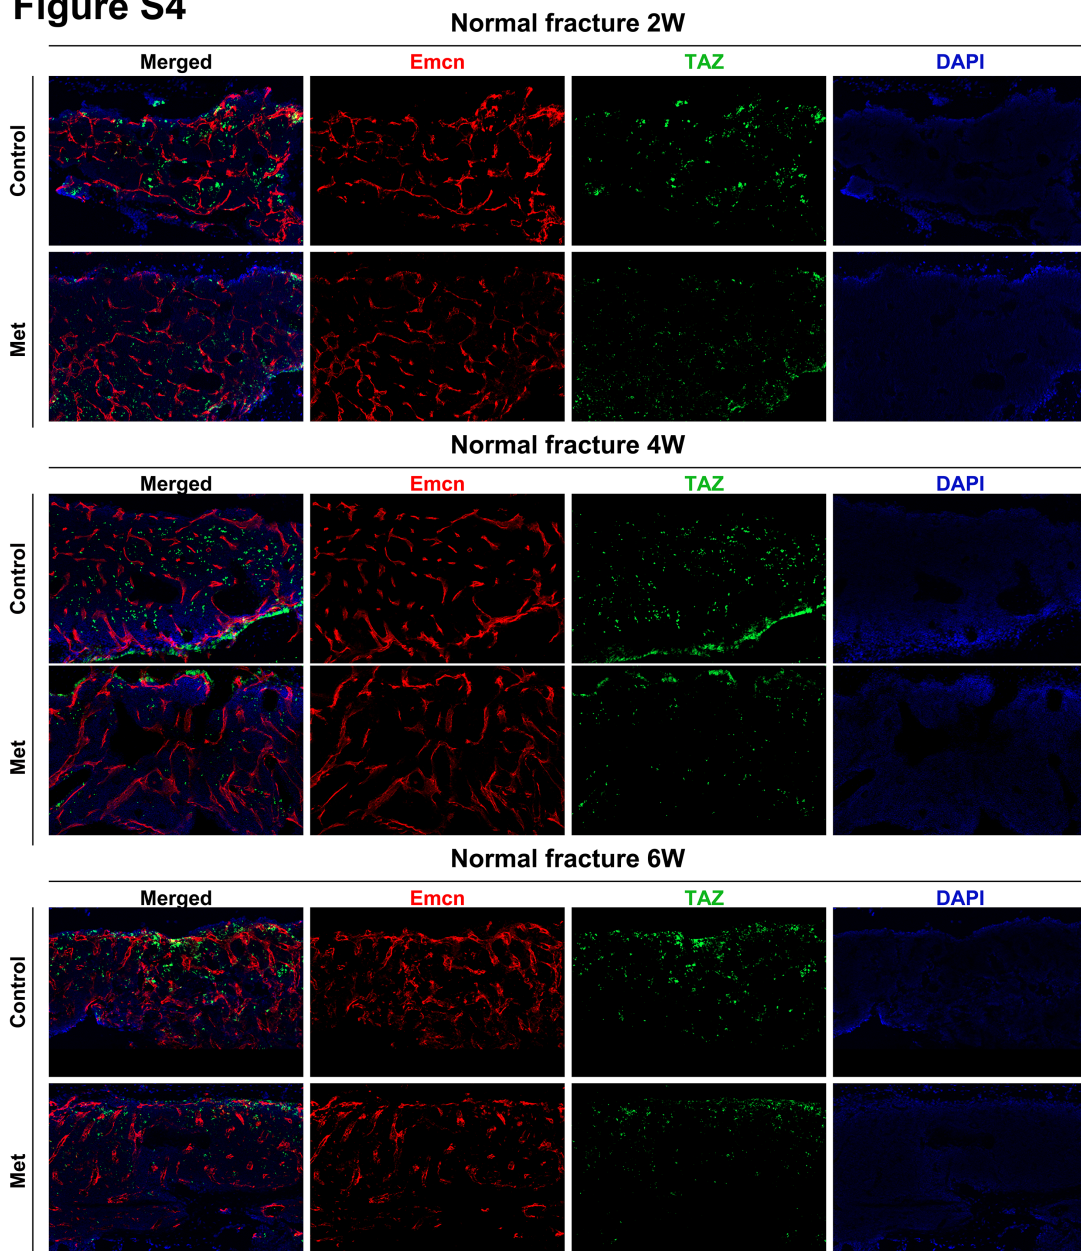 Figure S4
Normal fracture 2W
Merged Emcn TAZ DAPI
Control
Met
Normal fracture 4W
Merged Emcn TAZ DAPI
Control
Met
Normal fracture 6W
Merged Emcn TAZ DAPI
Control
Met